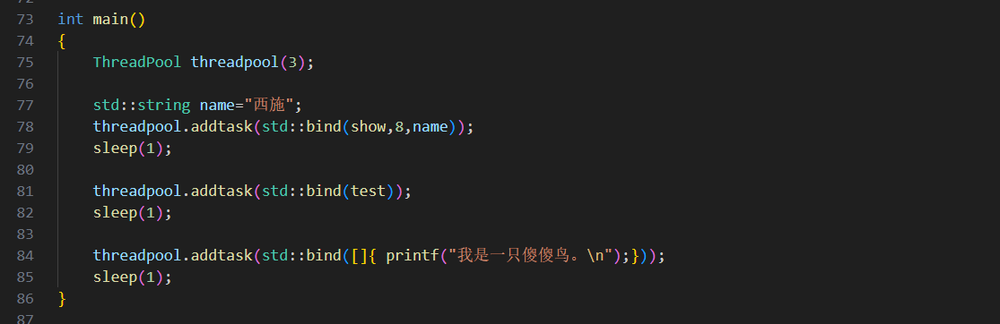 73 int main()
74 {
75     ThreadPool threadpool(3);
76
77     std::string name="西施";
78     threadpool.addtask(std::bind(show,8,name));
79     sleep(1);
80
81     threadpool.addtask(std::bind(test));
82     sleep(1);
83
84     threadpool.addtask(std::bind([]{ printf("我是一只傻傻鸟。\n");}));
85     sleep(1);
86 }
87